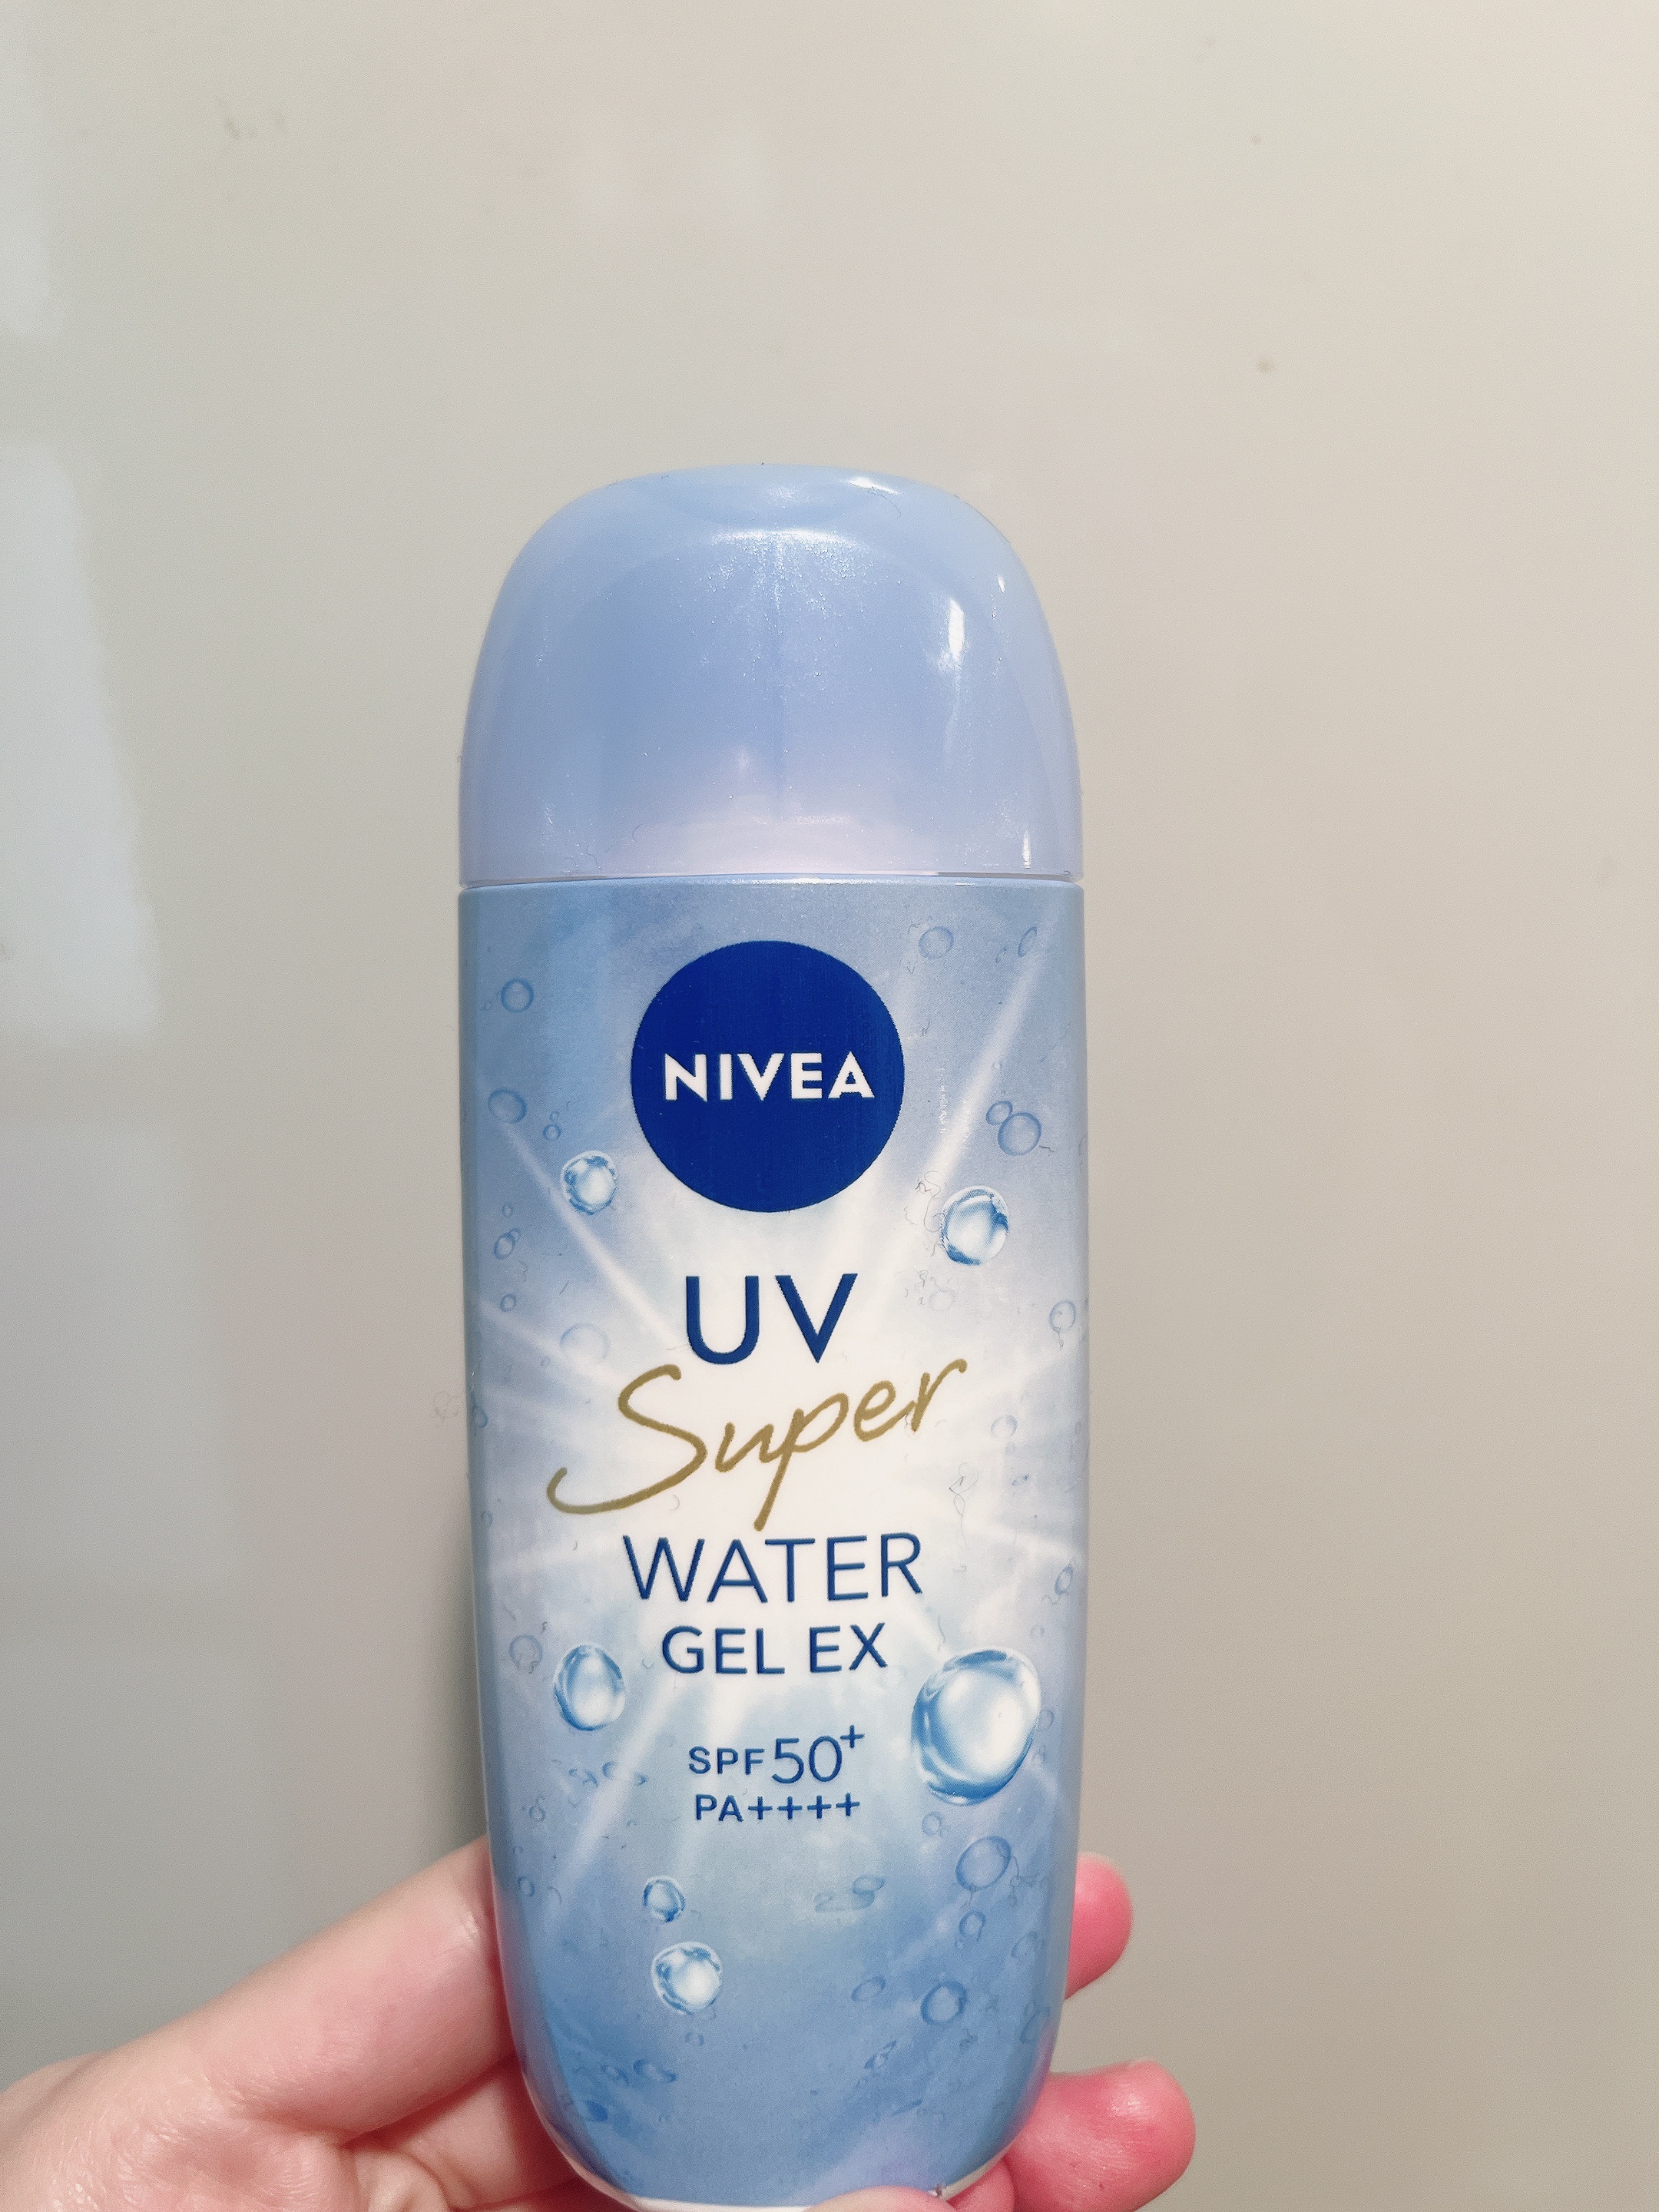 NIVEA
UV
Super
WATER
GEL EX
SPF50+
PA++++